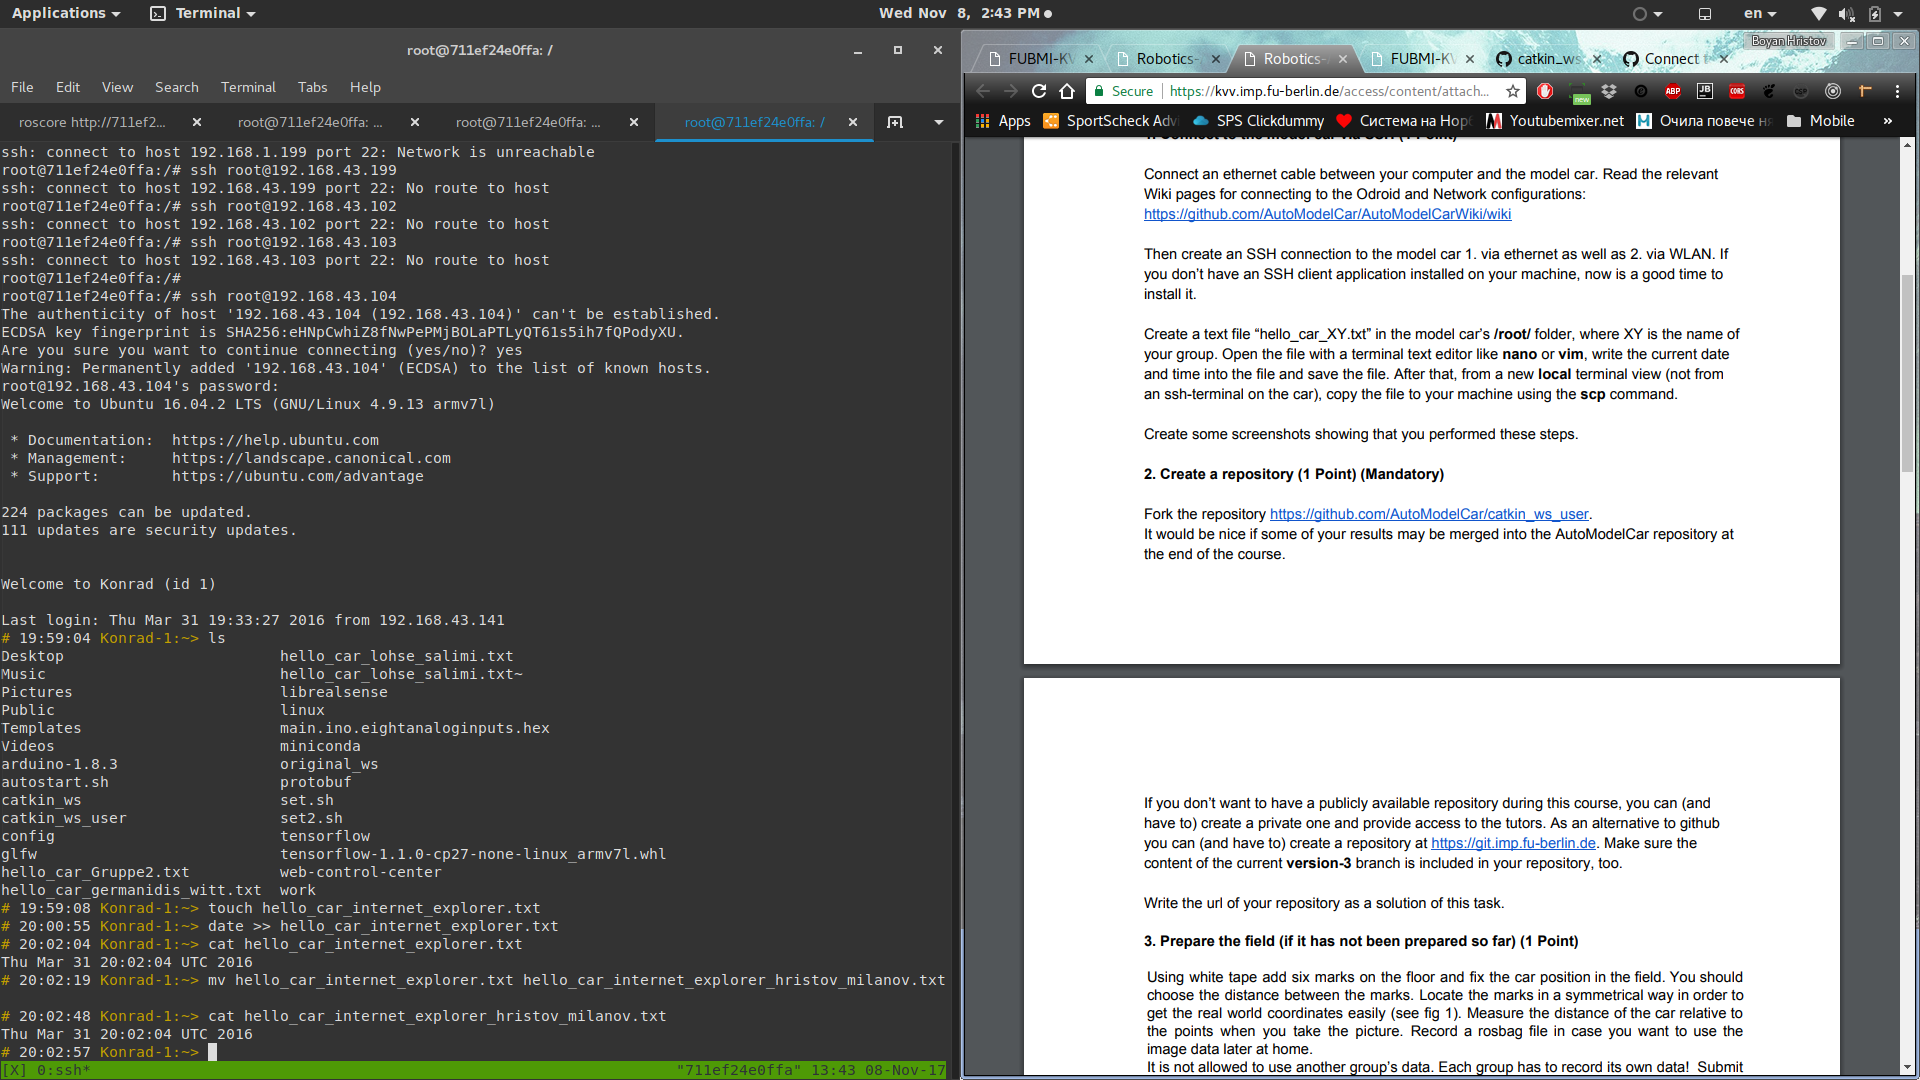 Applications
Terminal
Wed Nov 8, 2:43 PM
en
root@711ef24e0ffa: /
File Edit View Search Terminal Tabs Help
roscore http://711ef2...
root@711ef24e0ffa: ...
root@711ef24e0ffa: ...
root@711ef24e0ffa: /
ssh: connect to host 192.168.1.199 port 22: Network is unreachable
root@711ef24e0ffa:/# ssh root@192.168.43.199
ssh: connect to host 192.168.43.199 port 22: No route to host
root@711ef24e0ffa:/# ssh root@192.168.43.102
ssh: connect to host 192.168.43.102 port 22: No route to host
root@711ef24e0ffa:/# ssh root@192.168.43.103
ssh: connect to host 192.168.43.103 port 22: No route to host
root@711ef24e0ffa:/#
root@711ef24e0ffa:/# ssh root@192.168.43.104
The authenticity of host '192.168.43.104 (192.168.43.104)' can't be established.
ECDSA key fingerprint is SHA256:eHNpCwhiZ8fNwPePMjBOLaPTLyQT61s5ih7fQPodyXU.
Are you sure you want to continue connecting (yes/no)? yes
Warning: Permanently added '192.168.43.104' (ECDSA) to the list of known hosts.
root@192.168.43.104's password:
Welcome to Ubuntu 16.04.2 LTS (GNU/Linux 4.9.13 armv7l)
* Documentation: https://help.ubuntu.com
* Management: https://landscape.canonical.com
* Support: https://ubuntu.com/advantage
224 packages can be updated.
111 updates are security updates.
Welcome to Konrad (id 1)
Last login: Thu Mar 31 19:33:27 2016 from 192.168.43.141
# 19:59:04 Konrad-1:~> ls
Desktop hello_car_lohse_salimi.txt
Music hello_car_lohse_salimi.txt~
Pictures librealsense
Public linux
Templates main.ino.eightanaloginputs.hex
Videos miniconda
arduino-1.8.3 original_ws
autostart.sh protobuf
catkin_ws set.sh
catkin_ws_user set2.sh
config tensorflow
glfw tensorflow-1.1.0-cp27-none-linux_armv7l.whl
hello_car_Gruppe2.txt web-control-center
hello_car_germanidis_witt.txt work
# 19:59:08 Konrad-1:~> touch hello_car_internet_explorer.txt
# 20:00:55 Konrad-1:~> date >> hello_car_internet_explorer.txt
# 20:02:04 Konrad-1:~> cat hello_car_internet_explorer.txt
Thu Mar 31 20:02:04 UTC 2016
# 20:02:19 Konrad-1:~> mv hello_car_internet_explorer.txt hello_car_internet_explorer_hristov_milanov.txt
# 20:02:48 Konrad-1:~> cat hello_car_internet_explorer_hristov_milanov.txt
Thu Mar 31 20:02:04 UTC 2016
# 20:02:57 Konrad-1:~>
[X] 0:ssh* "711ef24e0ffa" 13:43 08-Nov-17
Boyan Hristov
FUBMI-KV
Robotics-
Robotics-
FUBMI-KV
catkin_ws
Connect
Secure https://kvv.imp.fu-berlin.de/access/content/attach...
new
ABP
JB
CORS
Apps
SportScheck Adv
SPS Clickdummy
Система на Нор
Youtubemixer.net
Очила повече н
Mobile
»
1. Connect to the model car via SSH (1 Point)
Connect an ethernet cable between your computer and the model car. Read the relevant
Wiki pages for connecting to the Odroid and Network configurations:
https://github.com/AutoModelCar/AutoModelCarWiki/wiki
Then create an SSH connection to the model car 1. via ethernet as well as 2. via WLAN. If
you don't have an SSH client application installed on your machine, now is a good time to
install it.
Create a text file “hello_car_XY.txt” in the model car's /root/ folder, where XY is the name of
your group. Open the file with a terminal text editor like nano or vim, write the current date
and time into the file and save the file. After that, from a new local terminal view (not from
an ssh-terminal on the car), copy the file to your machine using the scp command.
Create some screenshots showing that you performed these steps.
2. Create a repository (1 Point) (Mandatory)
Fork the repository https://github.com/AutoModelCar/catkin_ws_user.
It would be nice if some of your results may be merged into the AutoModelCar repository at
the end of the course.
If you don't want to have a publicly available repository during this course, you can (and
have to) create a private one and provide access to the tutors. As an alternative to github
you can (and have to) create a repository at https://git.imp.fu-berlin.de. Make sure the
content of the current version-3 branch is included in your repository, too.
Write the url of your repository as a solution of this task.
3. Prepare the field (if it has not been prepared so far) (1 Point)
Using white tape add six marks on the floor and fix the car position in the field. You should
choose the distance between the marks. Locate the marks in a symmetrical way in order to
get the real world coordinates easily (see fig 1). Measure the distance of the car relative to
the points when you take the picture. Record a rosbag file in case you want to use the
image data later at home.
It is not allowed to use another group's data. Each group has to record its own data! Submit